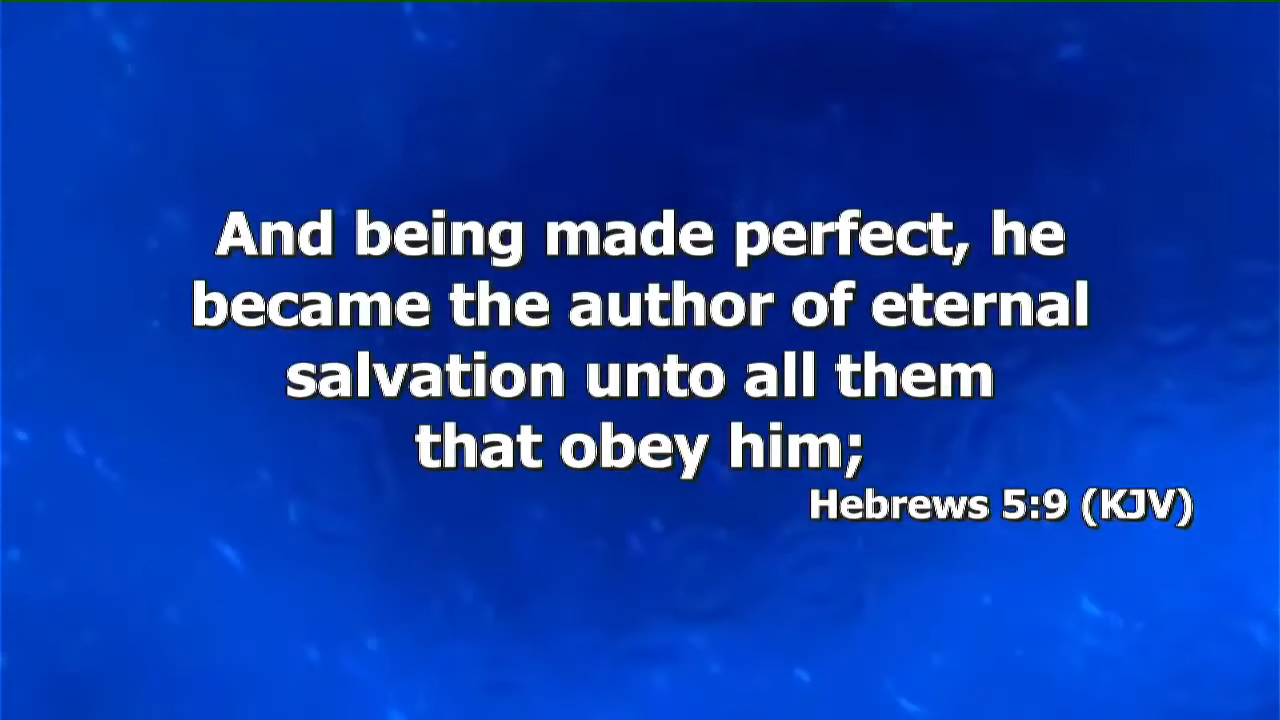 And being made perfect, he
became the author of eternal
salvation unto all them
that obey him;
Hebrews 5:9 (KJV)